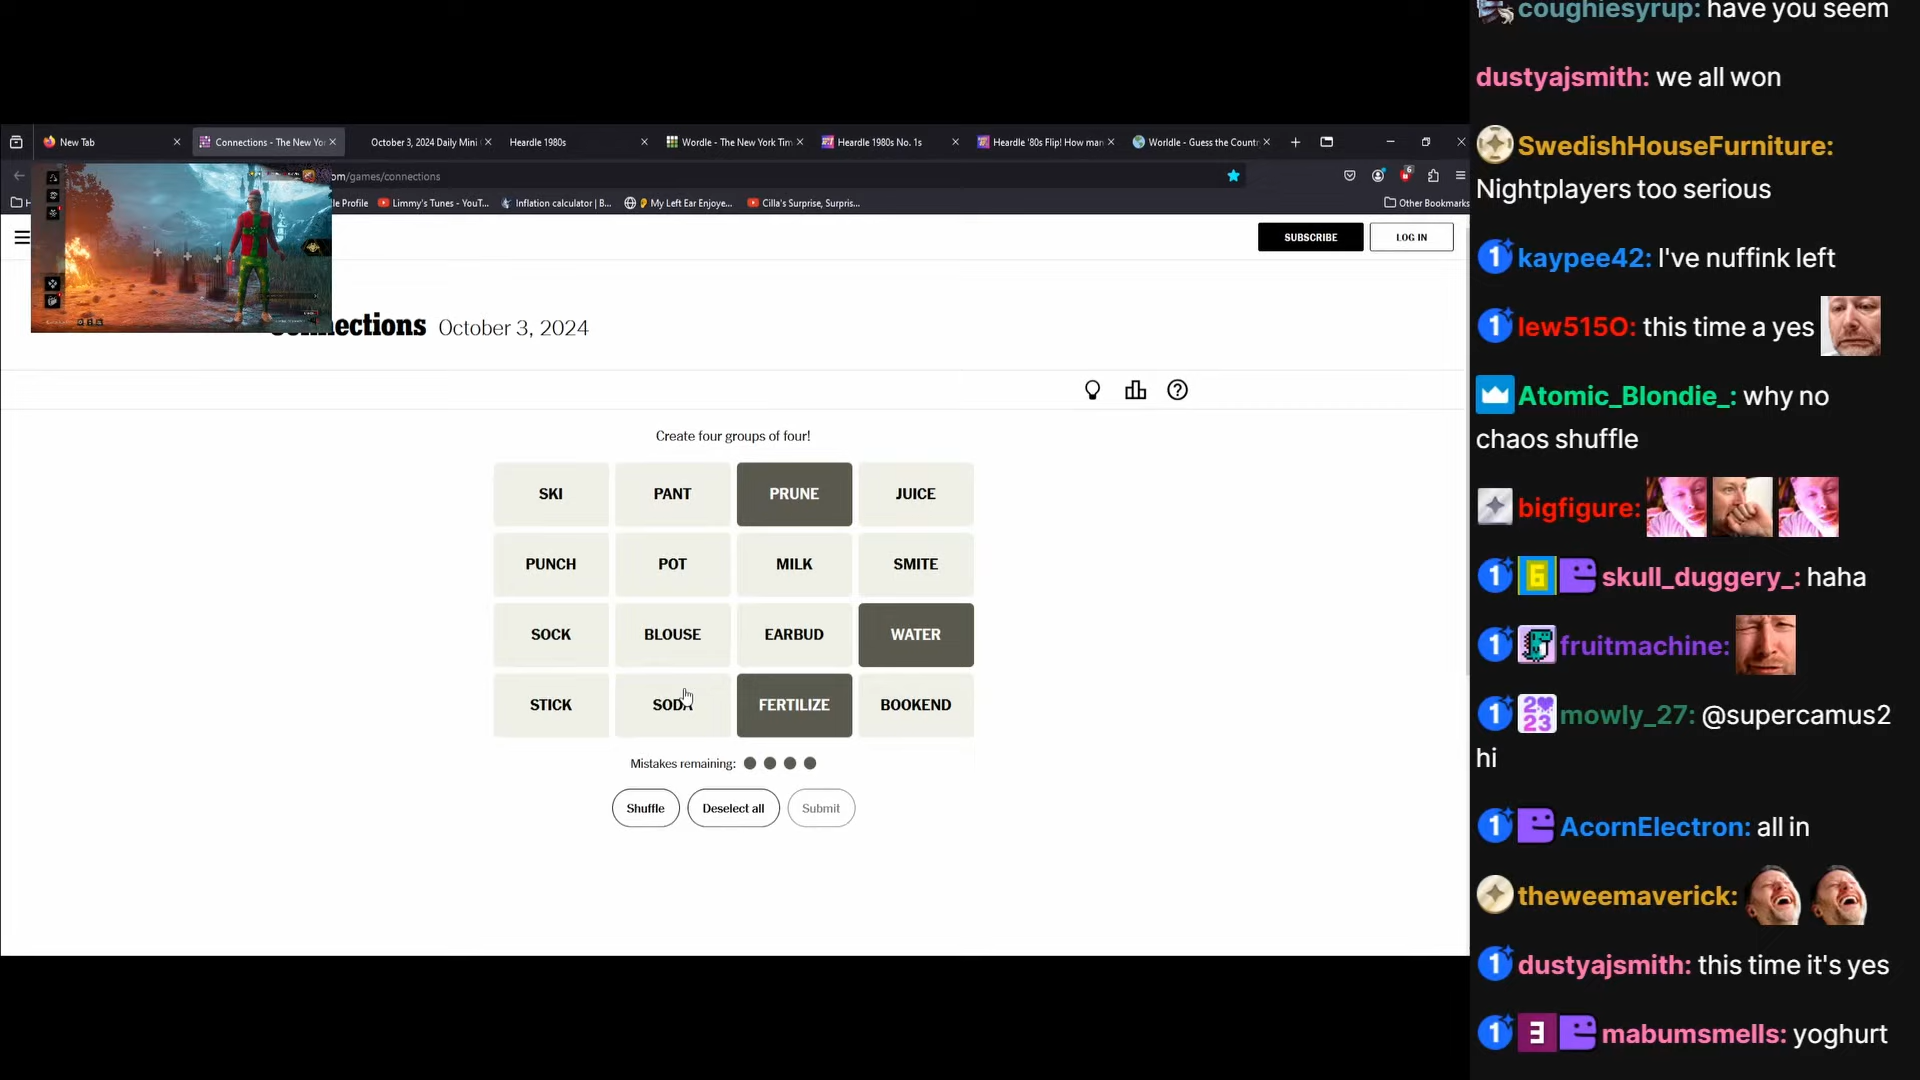 coughiesyrup: have you seem
dustyajsmith: we all won
SwedishHouseFurniture:
Nightplayers too serious
kaypee42: I've nuffink left
lew515O: this time a yes
Atomic_Blondie_: why no
chaos shuffle
bigfigure:
skull_duggery_: haha
fruitmachine:
mowly_27: @supercamus2
hi
AcornElectron: all in
theweemaverick:
dustyajsmith: this time it's yes
mabumsmells: yoghurt
New Tab
Connections - The New Yo
October 3, 2024 Daily Mini
Heardle 1980s
Wordle - The New York Tim
Heardle 1980s No. 1s
Heardle '80s Flip! How man
Worldle - Guess the Count
om/games/connections
le Profile
Limmy's Tunes - YouT...
Inflation calculator | B...
My Left Ear Enjoye...
Cilla's Surprise, Surpris...
Other Bookmarks
SUBSCRIBE
LOG IN
Connections October 3, 2024
Create four groups of four!
SKI PANT PRUNE JUICE
PUNCH POT MILK SMITE
SOCK BLOUSE EARBUD WATER
STICK SODA FERTILIZE BOOKEND
Mistakes remaining:
Shuffle Deselect all Submit